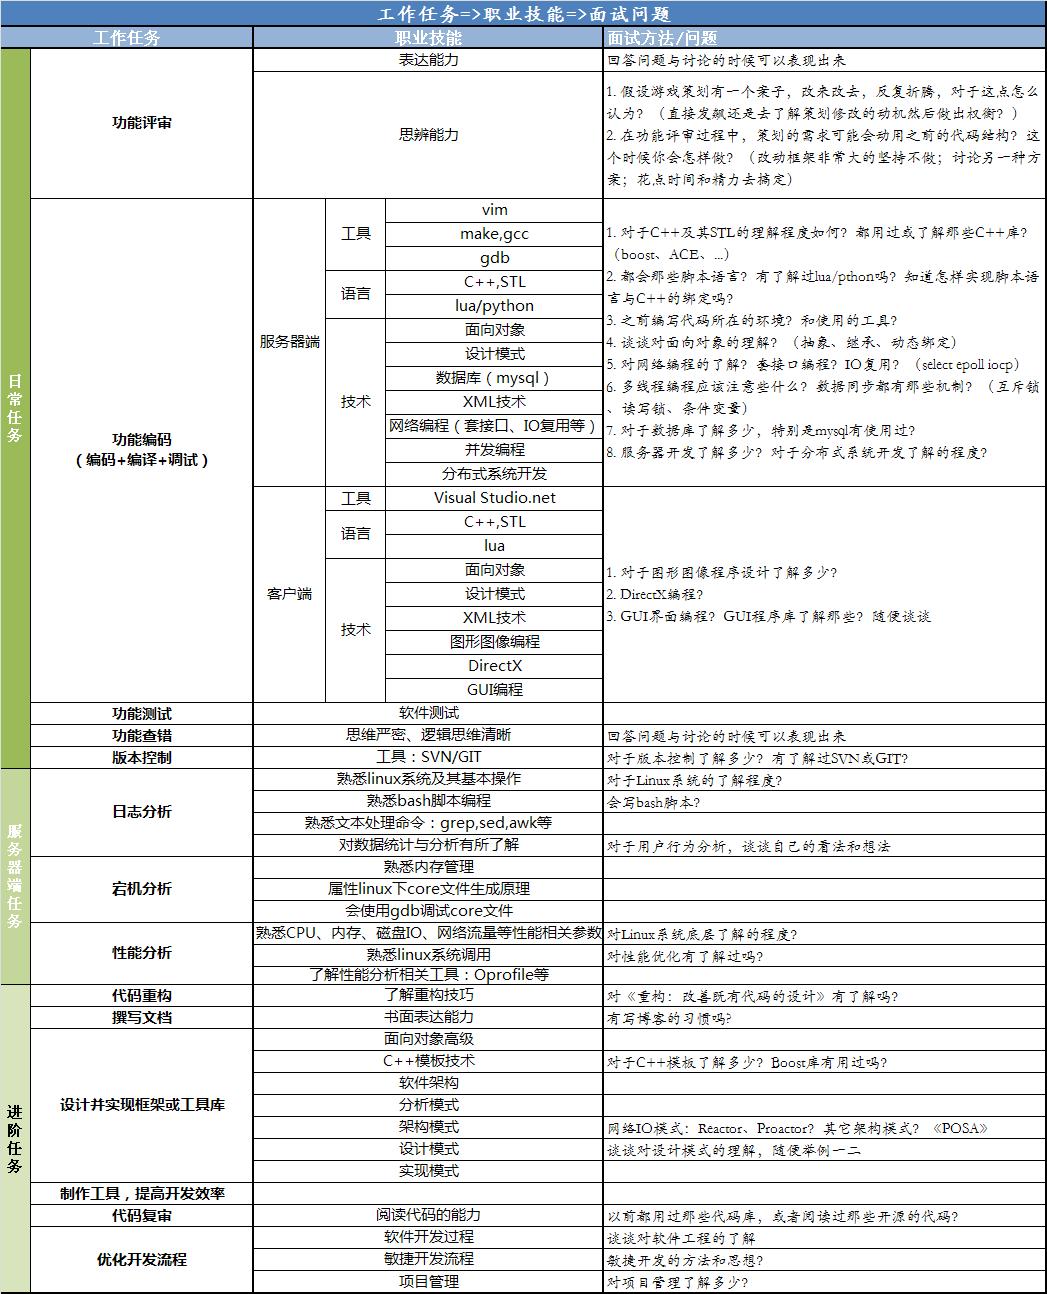 工作任务=>职业技能=>面试问题
工作任务
职业技能
面试方法/问题
日常任务
功能评审
表达能力
回答问题与讨论的时候可以表现出来
思辨能力
1. 假设游戏策划有一个案子，改来改去，反复折腾，对于这点怎么
认为？（直接发飙还是去了解策划修改的动机然后做出权衡？）
2. 在功能评审过程中，策划的需求可能会动用之前的代码结构？这
个时候你会怎样做？（改动框架非常大的坚持不做；讨论另一种方
案；花点时间和精力去搞定）
功能编码
（编码+编译+调试）
服务器端
工具
vim
make,gcc
gdb
语言
C++,STL
lua/python
技术
面向对象
设计模式
数据库（mysql）
XML技术
网络编程（套接口、IO复用等）
并发编程
分布式系统开发
1. 对于C++及其STL的理解程度如何？都用过或了解那些C++库？
（boost、ACE、...）
2. 都会那些脚本语言？有了解过lua/pthon吗？知道怎样实现脚本语
言与C++的绑定吗？
3. 之前编写代码所在的环境？和使用的工具？
4. 谈谈对面向对象的理解？（抽象、继承、动态绑定）
5. 对网络编程的了解？套接口编程？IO复用？（select epoll iocp）
6. 多线程编程应该注意些什么？数据同步都有那些机制？（互斥锁
、读写锁、条件变量）
7. 对于数据库了解多少，特别是mysql有使用过？
8. 服务器开发了解多少？对于分布式系统开发了解的程度？
客户端
工具
Visual Studio.net
语言
C++,STL
lua
技术
面向对象
设计模式
XML技术
图形图像编程
DirectX
GUI编程
1. 对于图形图像程序设计了解多少？
2. DirectX编程？
3. GUI界面编程？GUI程序库了解那些？随便谈谈
功能测试
软件测试
功能查错
思维严密、逻辑思维清晰
回答问题与讨论的时候可以表现出来
版本控制
工具：SVN/GIT
对于版本控制了解多少？有了解过SVN或GIT？
服务器端任务
日志分析
熟悉linux系统及其基本操作
对于Linux系统的了解程度？
熟悉bash脚本编程
会写bash脚本？
熟悉文本处理命令：grep,sed,awk等
对数据统计与分析有所了解
对于用户行为分析，谈谈自己的看法和想法
宕机分析
熟悉内存管理
属性linux下core文件生成原理
会使用gdb调试core文件
性能分析
熟悉CPU、内存、磁盘IO、网络流量等性能相关参数
对Linux系统底层了解的程度？
熟悉linux系统调用
对性能优化有了解过吗？
了解性能分析相关工具：Oprofile等
进阶任务
代码重构
了解重构技巧
对《重构：改善既有代码的设计》有了解吗？
撰写文档
书面表达能力
有写博客的习惯吗?
设计并实现框架或工具库
面向对象高级
C++模板技术
对于C++模板了解多少？Boost库有用过吗？
软件架构
分析模式
架构模式
网络IO模式：Reactor、Proactor？其它架构模式？《POSA》
设计模式
谈谈对设计模式的理解，随便举例一二
实现模式
制作工具，提高开发效率
代码复审
阅读代码的能力
以前都用过那些代码库，或者阅读过那些开源的代码？
优化开发流程
软件开发过程
谈谈对软件工程的了解
敏捷开发流程
敏捷开发的方法和思想？
项目管理
对项目管理了解多少？